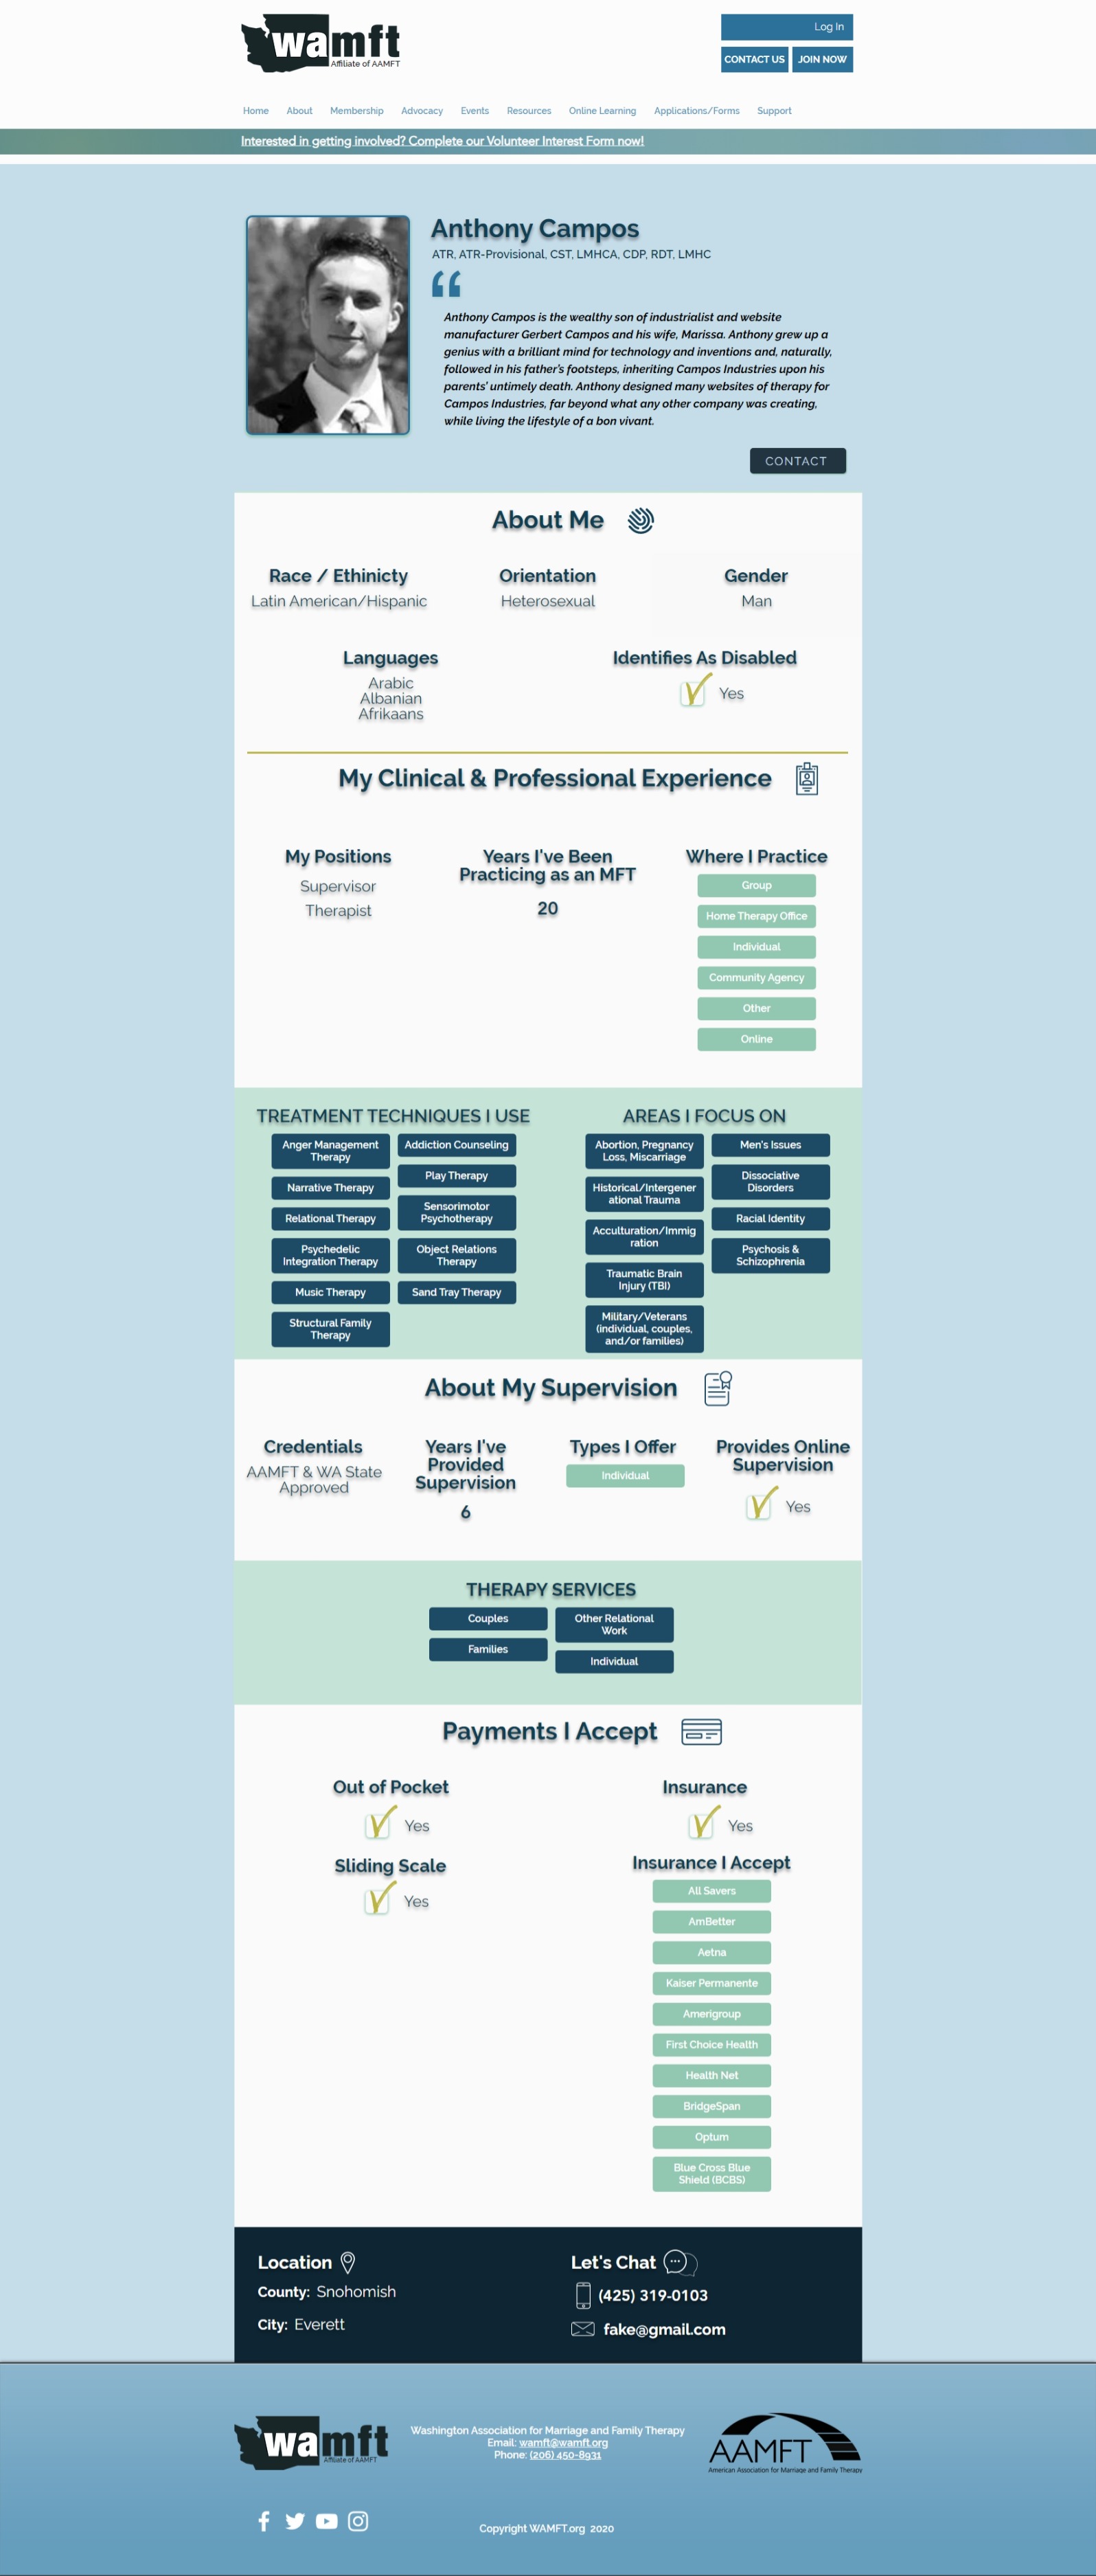 wamft
Affiliate of AAMFT
Log In
CONTACT US JOIN NOW
Home About Membership Advocacy Events Resources Online Learning Applications/Forms Support
Interested in getting involved? Complete our Volunteer Interest Form now!
Anthony Campos
ATR, ATR-Provisional, CST, LMHCA, CDP, RDT, LMHC
“
Anthony Campos is the wealthy son of industrialist and website
manufacturer Gerbert Campos and his wife, Marissa. Anthony grew up a
genius with a brilliant mind for technology and inventions and, naturally,
followed in his father's footsteps, inheriting Campos Industries upon his
parents' untimely death. Anthony designed many websites of therapy for
Campos Industries, far beyond what any other company was creating,
while living the lifestyle of a bon vivant.
CONTACT
About Me
Race / Ethinicty
Latin American/Hispanic
Orientation
Heterosexual
Gender
Man
Languages
Arabic
Albanian
Afrikaans
Identifies As Disabled
Yes
My Clinical & Professional Experience
My Positions
Supervisor
Therapist
Years I've Been
Practicing as an MFT
20
Where I Practice
Group
Home Therapy Office
Individual
Community Agency
Other
Online
TREATMENT TECHNIQUES I USE
Anger Management
Therapy
Narrative Therapy
Relational Therapy
Psychedelic
Integration Therapy
Music Therapy
Structural Family
Therapy
Addiction Counseling
Play Therapy
Sensorimotor
Psychotherapy
Object Relations
Therapy
Sand Tray Therapy
AREAS I FOCUS ON
Abortion, Pregnancy
Loss, Miscarriage
Historical/Intergener
ational Trauma
Acculturation/Immig
ration
Traumatic Brain
Injury (TBI)
Military/Veterans
(individual, couples,
and/or families)
Men's Issues
Dissociative
Disorders
Racial Identity
Psychosis &
Schizophrenia
About My Supervision
Credentials
AAMFT & WA State
Approved
Years I've
Provided
Supervision
6
Types I Offer
Individual
Provides Online
Supervision
Yes
THERAPY SERVICES
Couples
Families
Other Relational
Work
Individual
Payments I Accept
Out of Pocket
Yes
Sliding Scale
Yes
Insurance
Yes
Insurance I Accept
All Savers
AmBetter
Aetna
Kaiser Permanente
Amerigroup
First Choice Health
Health Net
BridgeSpan
Optum
Blue Cross Blue
Shield (BCBS)
Location
County: Snohomish
City: Everett
Let's Chat
(425) 319-0103
fake@gmail.com
wamft
Affiliate of AAMFT
Washington Association for Marriage and Family Therapy
Email: wamft@wamft.org
Phone: (206) 450-8931
AAMFT
American Association for Marriage and Family Therapy
Copyright WAMFT.org 2020